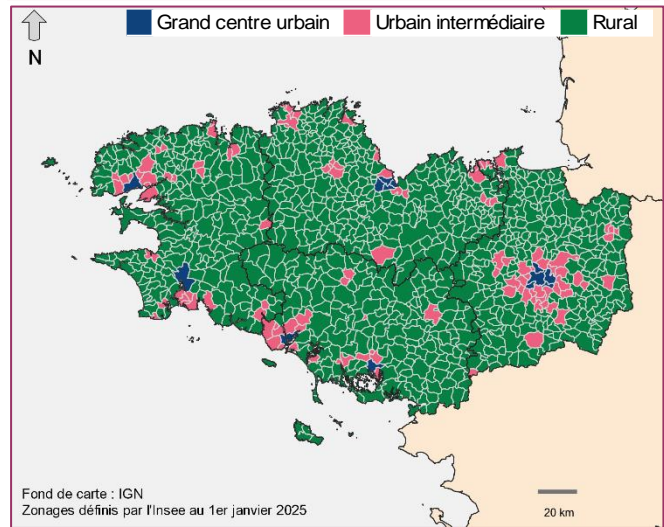 Grand centre urbain Urbain intermédiaire Rural
N
Fond de carte : IGN
Zonages définis par l'Insee au 1er janvier 2025
20 km